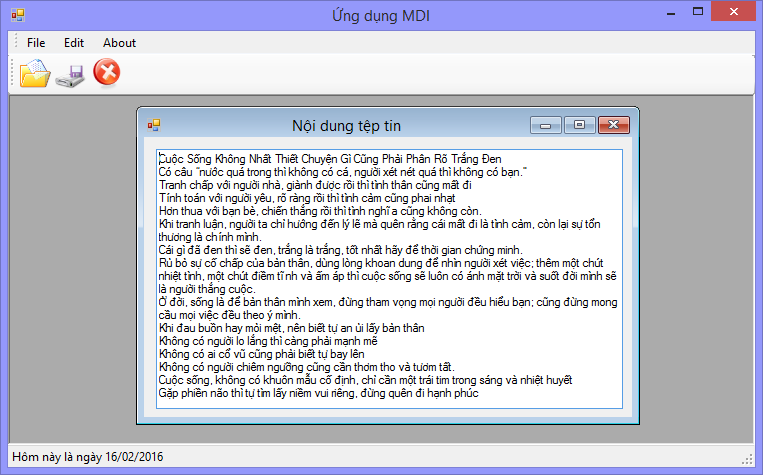 Ứng dụng MDI
File Edit About
Nội dung tệp tin
Cuộc Sống Không Nhất Thiết Chuyện Gì Cũng Phải Phân Rõ Trắng Đen
Có câu "nước quá trong thì không có cá, người xét nét quá thì không có bạn."
Tranh chấp với người nhà, giành được rồi thì tình thân cũng mất đi
Tính toán với người yêu, rõ ràng rồi thì tình cảm cũng phai nhạt
Hơn thua với bạn bè, chiến thắng rồi thì tình nghĩa cũng không còn.
Khi tranh luận, người ta chỉ hướng đến lý lẽ mà quên rằng cái mất đi là tình cảm, còn lại sự tổn
thương là chính mình.
Cái gì đã đen thì sẽ đen, trắng là trắng, tốt nhất hãy để thời gian chứng minh.
Rủ bỏ sự cố chấp của bản thân, dùng lòng khoan dung để nhìn người xét việc; thêm một chút
nhiệt tình, một chút điềm tĩnh và ấm áp thì cuộc sống sẽ luôn có ánh mặt trời và suốt đời mình sẽ
là người thắng cuộc.
Ở đời, sống là để bản thân mình xem, đừng tham vọng mọi người đều hiểu bạn; cũng đừng mong
cầu mọi việc đều theo ý mình.
Khi đau buồn hay mỏi mệt, nên biết tự an ủi lấy bản thân
Không có người lo lắng thì càng phải mạnh mẽ
Không có ai cổ vũ cũng phải biết tự bay lên
Không có người chiêm ngưỡng cũng cần thơm tho và tươm tất.
Cuộc sống, không có khuôn mẫu cố định, chỉ cần một trái tim trong sáng và nhiệt huyết
Gặp phiền não thì tự tìm lấy niềm vui riêng, đừng quên đi hạnh phúc
Hôm này là ngày 16/02/2016